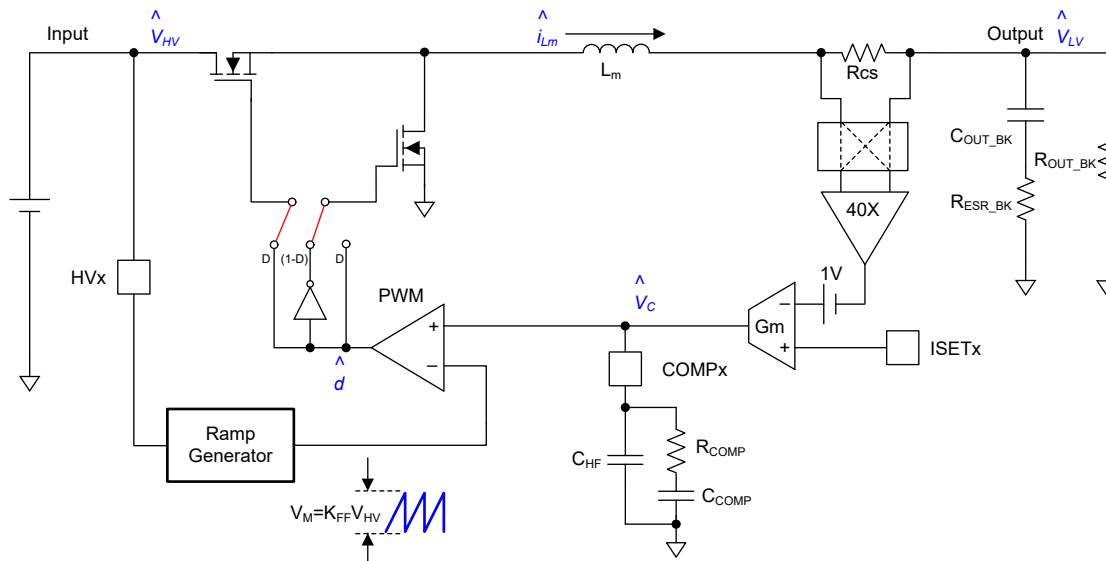 Input
^
V_HV
^
i_Lm
L_m
Rcs
Output
^
V_LV
C_OUT_BK
R_OUT_BK
R_ESR_BK
40X
1V
D
(1-D)
D
HVx
PWM
+
−
^
d
^
V_C
Gm
−
+
ISETx
COMPx
Ramp
Generator
C_HF
R_COMP
C_COMP
V_M=K_FFV_HV